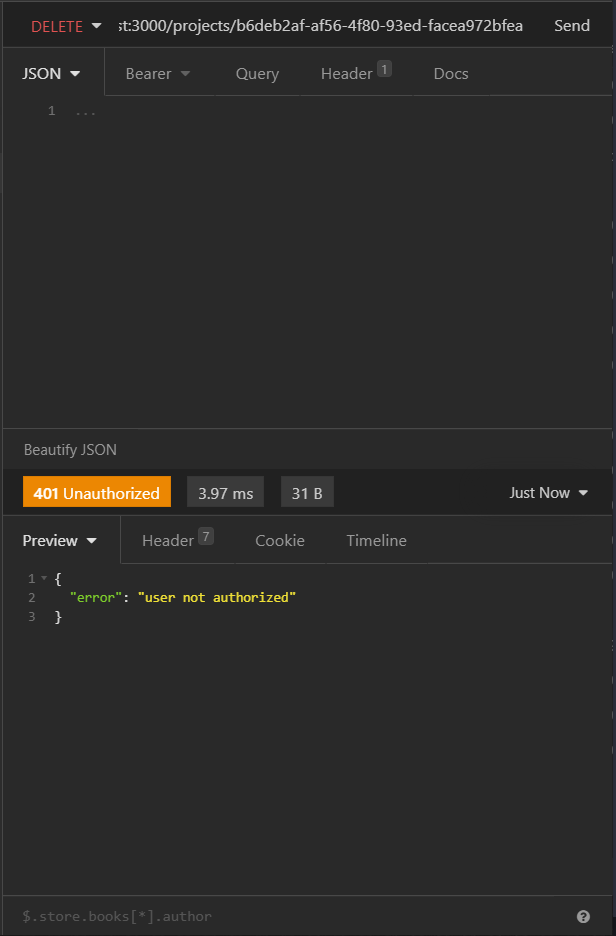 DELETE st:3000/projects/b6deb2af-af56-4f80-93ed-facea972bfea Send
JSON Bearer Query Header 1 Docs
1 ...
Beautify JSON
401 Unauthorized 3.97 ms 31 B Just Now
Preview Header 7 Cookie Timeline
1 {
2 "error": "user not authorized"
3 }
$.store.books[*].author ?